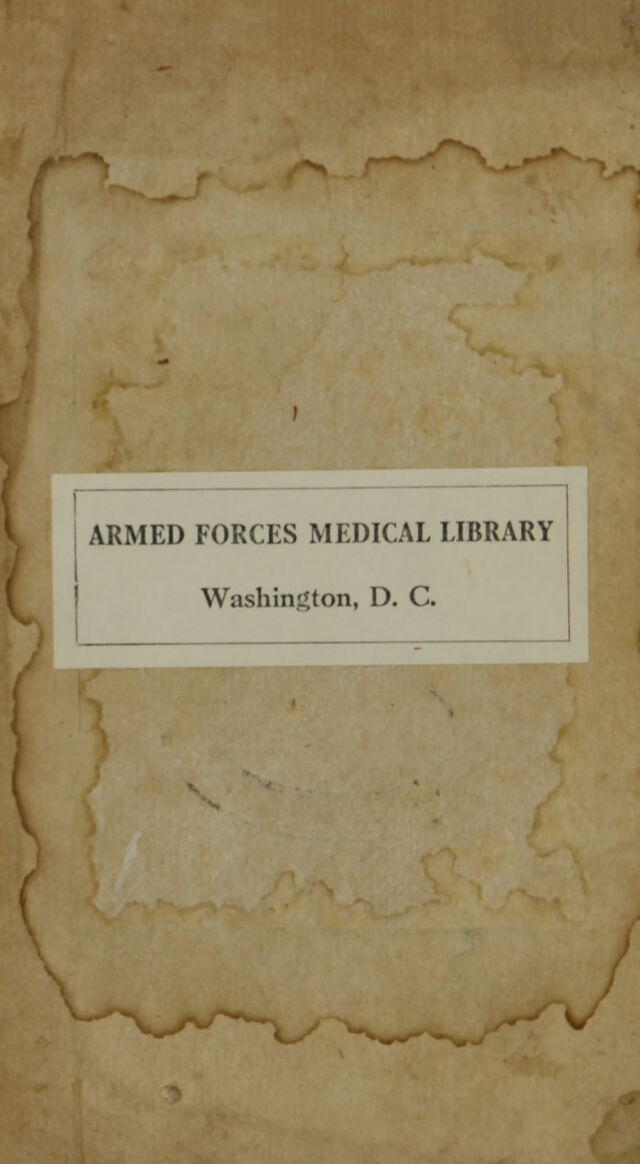 ARMED FORCES MEDICAL LIBRARY
Washington, D. C.